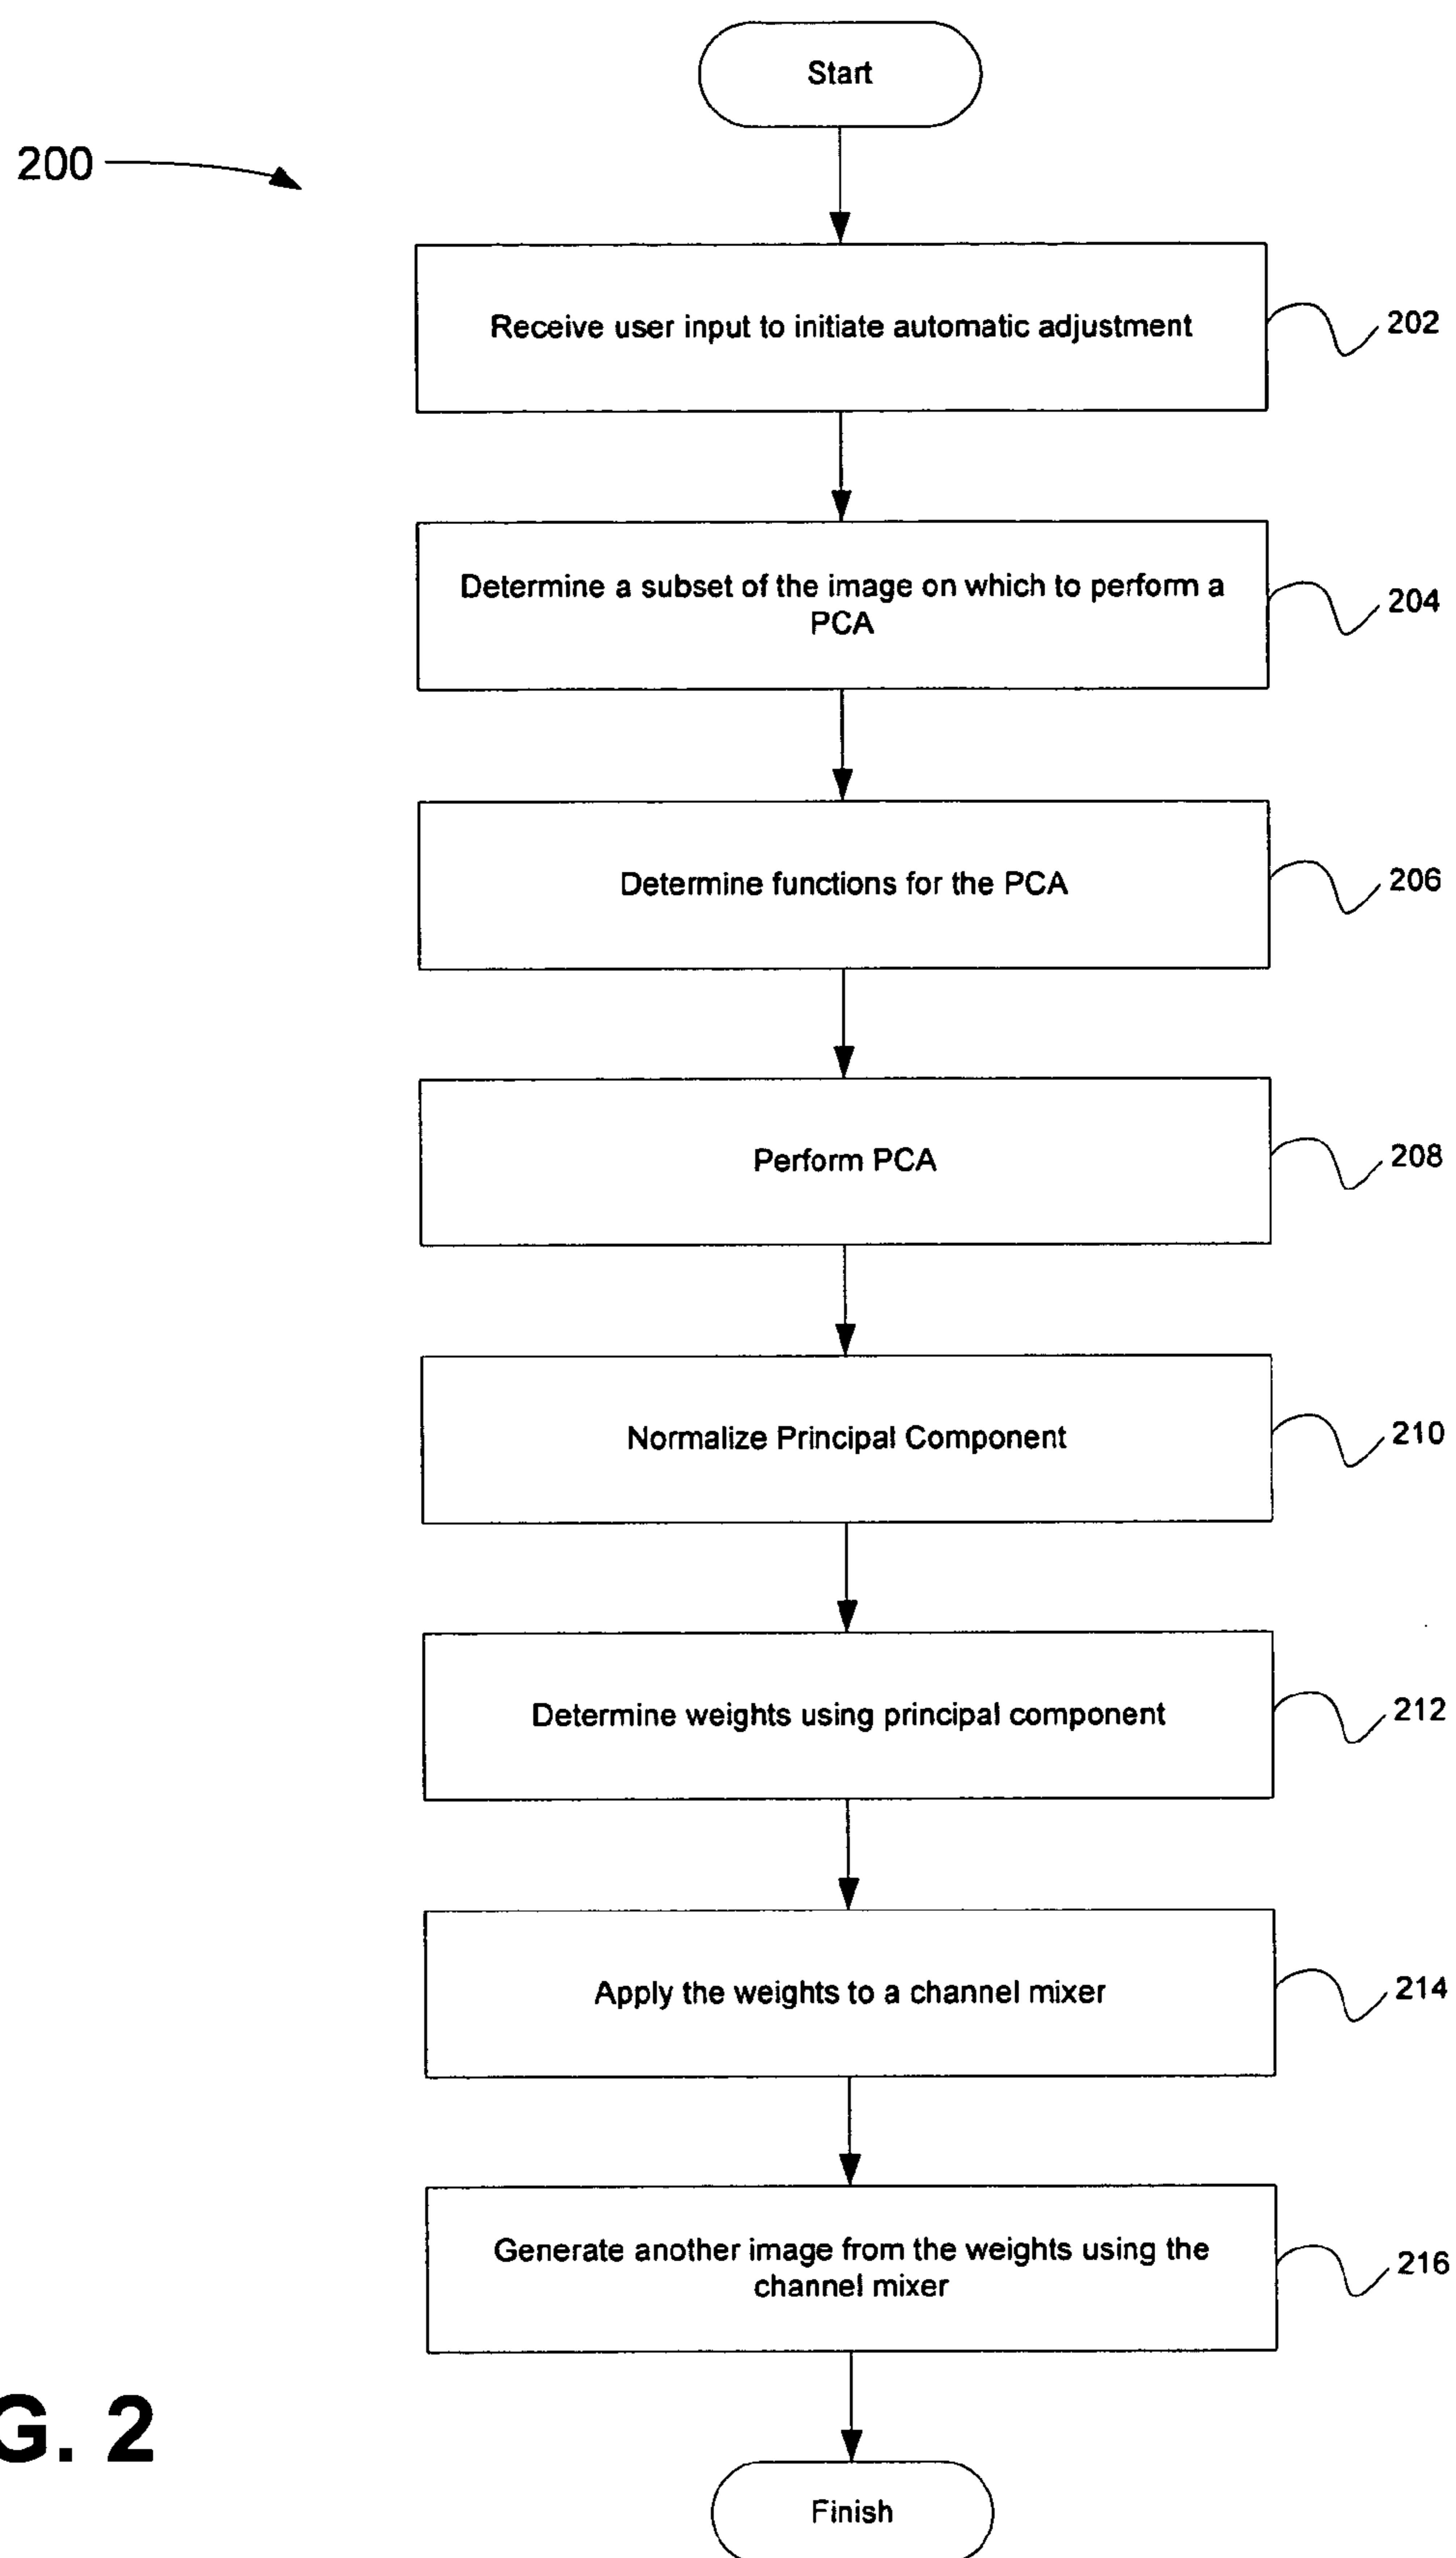 Start
200
Receive user input to initiate automatic adjustment
202
Determine a subset of the image on which to perform a
PCA
204
Determine functions for the PCA
206
Perform PCA
208
Normalize Principal Component
210
Determine weights using principal component
212
Apply the weights to a channel mixer
214
Generate another image from the weights using the
channel mixer
216
G. 2
Finish